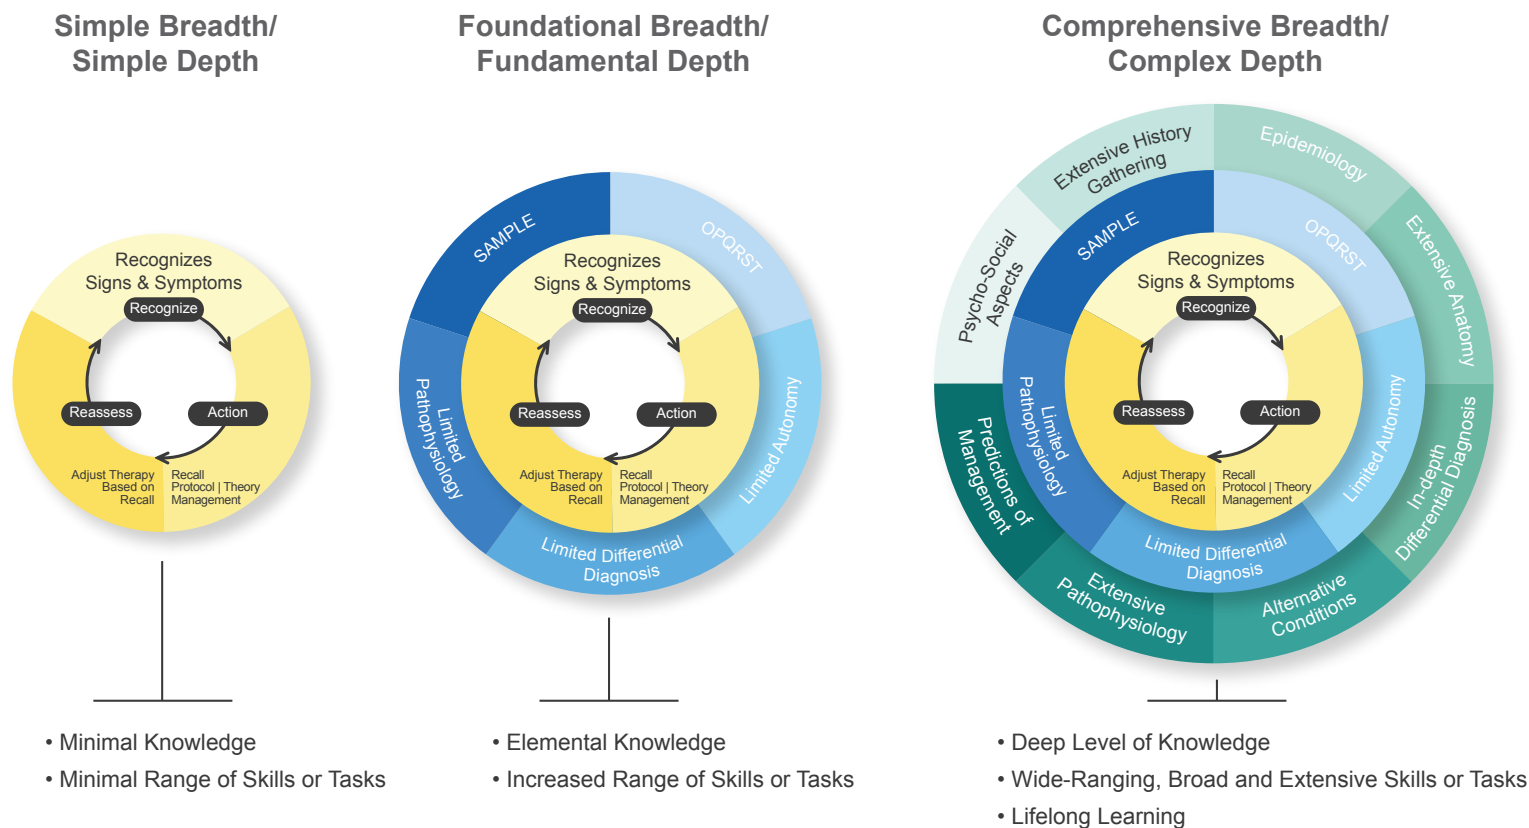 Simple Breadth/
Simple Depth
Recognizes
Signs & Symptoms
Recognize
Reassess
Action
Adjust Therapy
Based on
Recall
Recall
Protocol | Theory
Management
• Minimal Knowledge
• Minimal Range of Skills or Tasks
Foundational Breadth/
Fundamental Depth
SAMPLE
OPQRST
Recognizes
Signs & Symptoms
Recognize
Reassess
Action
Adjust Therapy
Based on
Recall
Recall
Protocol | Theory
Management
Limited
Pathophysiology
Limited Autonomy
Limited Differential
Diagnosis
• Elemental Knowledge
• Increased Range of Skills or Tasks
Comprehensive Breadth/
Complex Depth
Extensive History
Gathering
Epidemiology
Psycho-Social
Aspects
Extensive Anatomy
SAMPLE
OPQRST
Recognizes
Signs & Symptoms
Recognize
Reassess
Action
Adjust Therapy
Based on
Recall
Recall
Protocol | Theory
Management
Limited
Pathophysiology
Limited Autonomy
Limited Differential
Diagnosis
Predictions of
Management
In-depth
Differential Diagnosis
Extensive
Pathophysiology
Alternative
Conditions
• Deep Level of Knowledge
• Wide-Ranging, Broad and Extensive Skills or Tasks
• Lifelong Learning